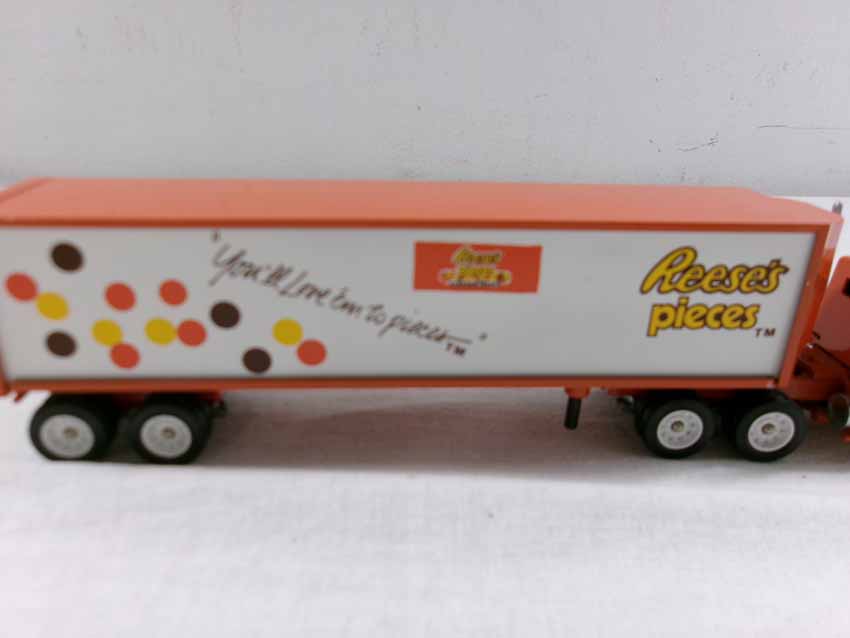 "You'll Love 'em to pieces" TM
Reese's
pieces TM